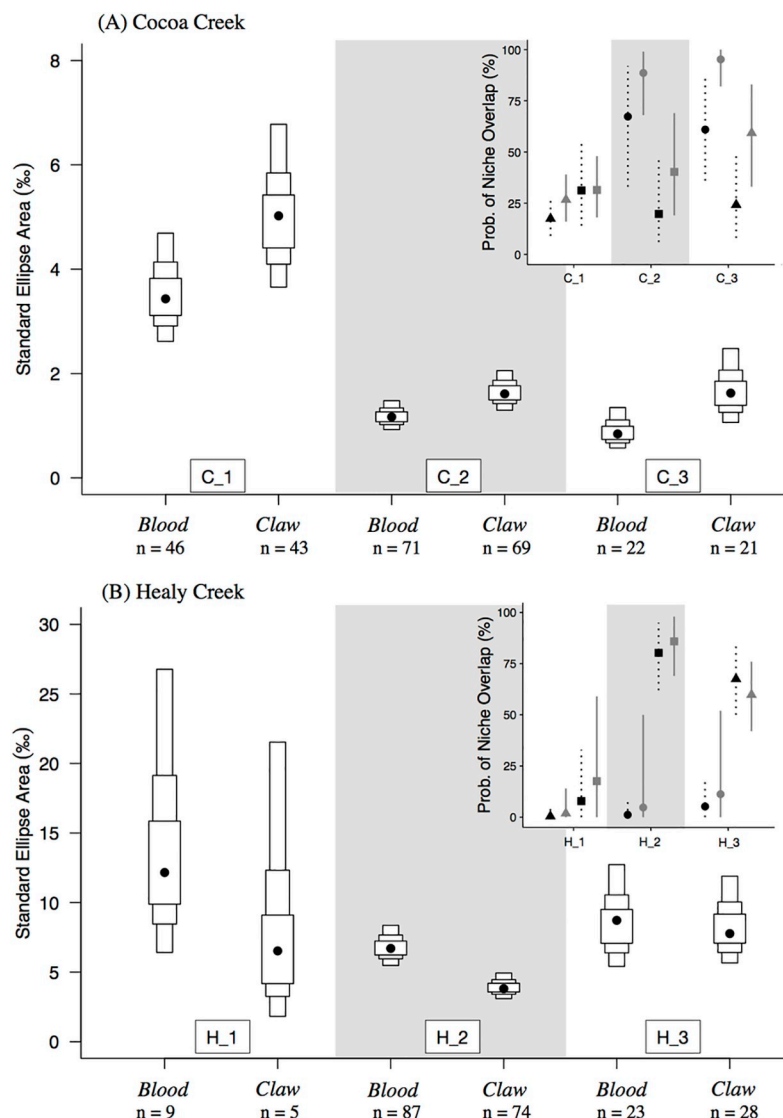 (A) Cocoa Creek
Standard Ellipse Area (‰)
8
6
4
2
0
Prob. of Niche Overlap (%)
100
75
50
25
0
C_1 C_2 C_3
C_1 C_2 C_3
Blood Claw Blood Claw Blood Claw
n = 46 n = 43 n = 71 n = 69 n = 22 n = 21
(B) Healy Creek
Standard Ellipse Area (‰)
30
25
20
15
10
5
0
Prob. of Niche Overlap (%)
100
75
50
25
0
H_1 H_2 H_3
H_1 H_2 H_3
Blood Claw Blood Claw Blood Claw
n = 9 n = 5 n = 87 n = 74 n = 23 n = 28